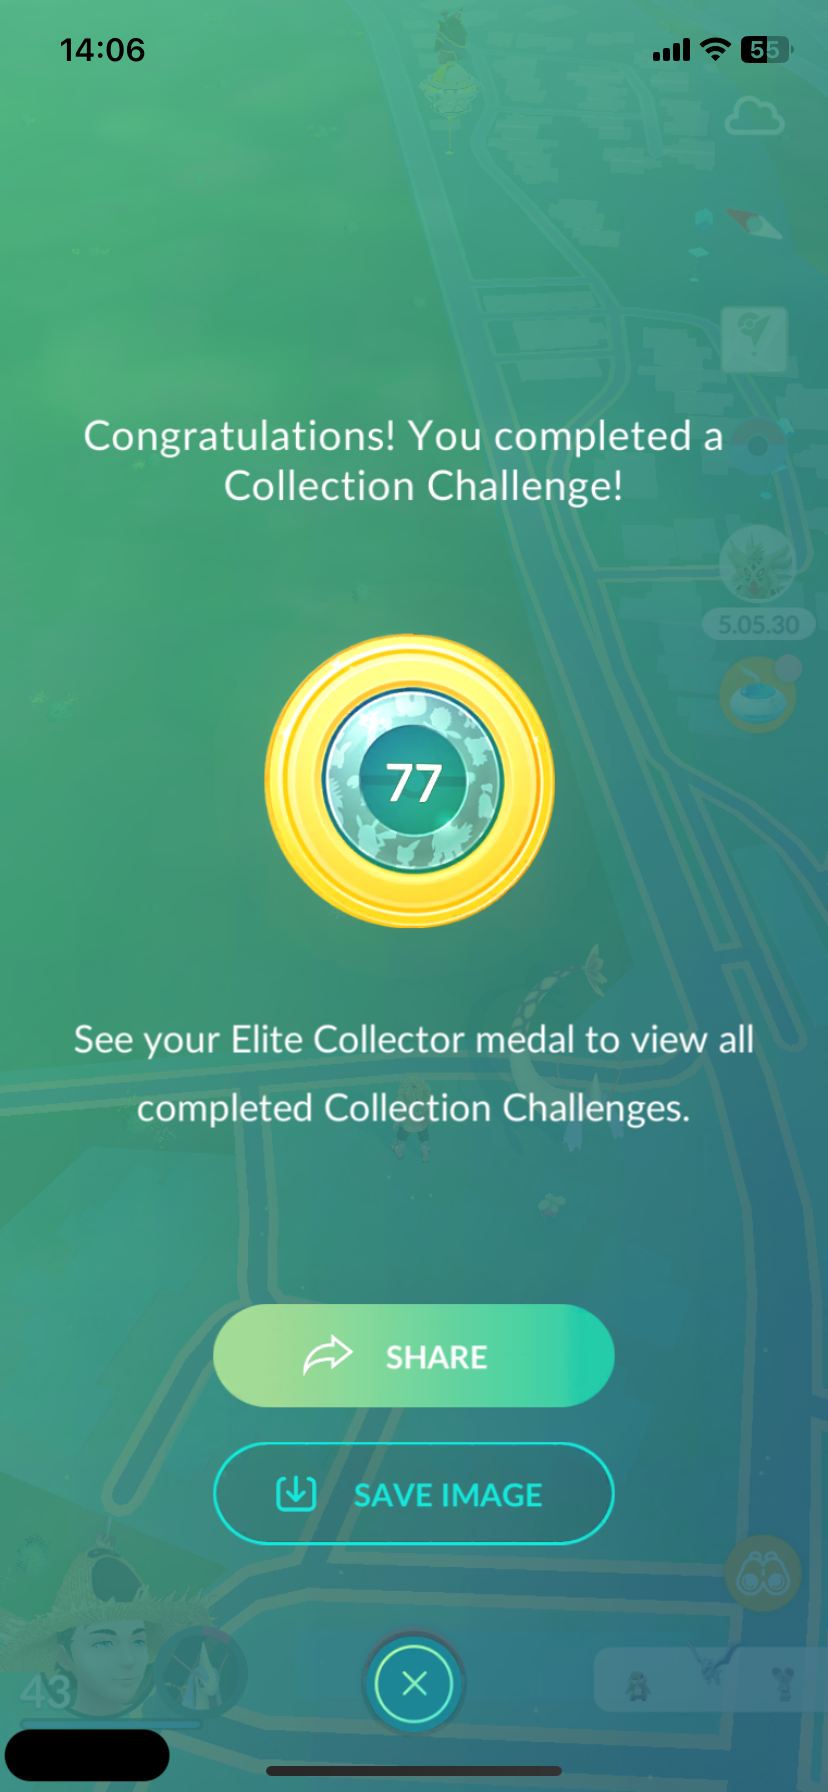 14:06
55
Congratulations! You completed a
Collection Challenge!
5.05.30
77
See your Elite Collector medal to view all
completed Collection Challenges.
SHARE
SAVE IMAGE
43